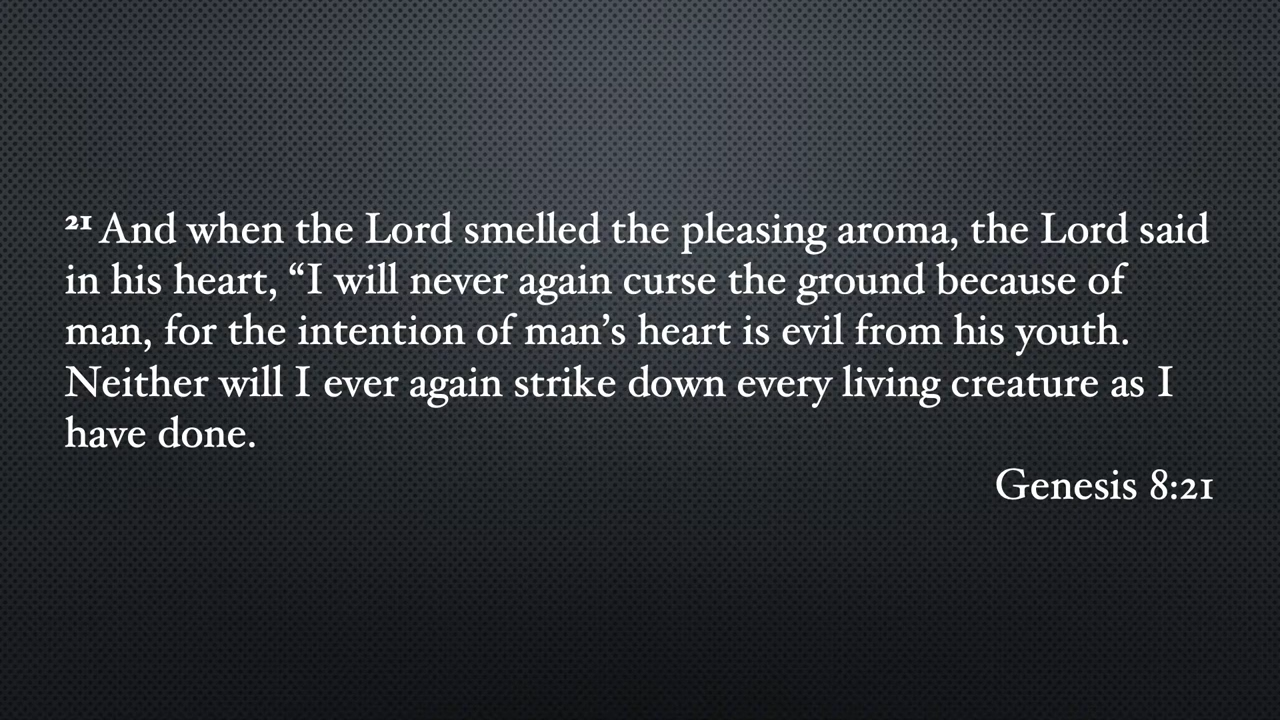 21 And when the Lord smelled the pleasing aroma, the Lord said
in his heart, “I will never again curse the ground because of
man, for the intention of man’s heart is evil from his youth.
Neither will I ever again strike down every living creature as I
have done.
Genesis 8:21